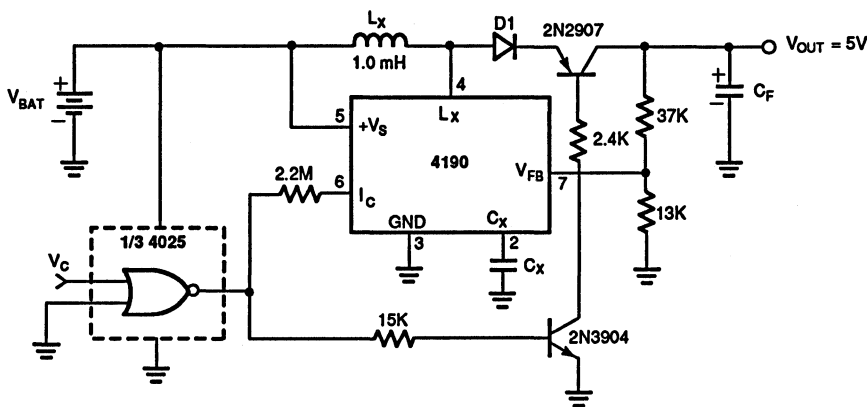 Lx
1.0 mH
D1
2N2907
VOUT = 5V
4
+
VBAT
−
5
+Vs
Lx
4190
VFB
7
2.4K
37K
+
−
CF
2.2M
6
Ic
GND
3
Cx
2
Cx
13K
1/3 4025
Vc
15K
2N3904